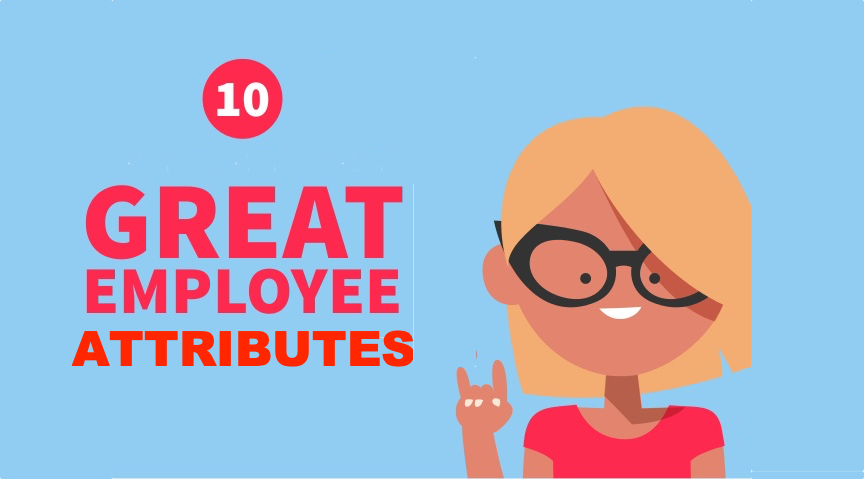 10
GREAT
EMPLOYEE
ATTRIBUTES